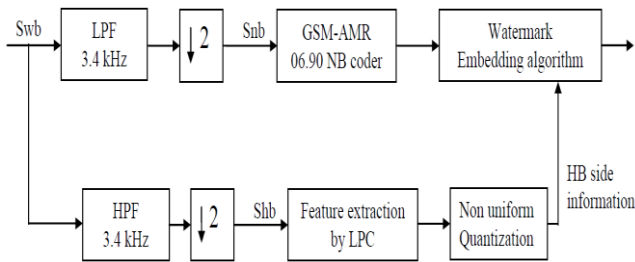 Swb
LPF
3.4 kHz
2
Snb
GSM-AMR
06.90 NB coder
Watermark
Embedding algorithm
HB side
information
HPF
3.4 kHz
2
Shb
Feature extraction
by LPC
Non uniform
Quantization